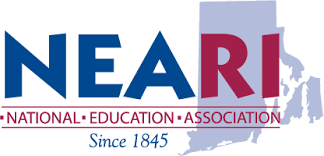 NEARI
·NATIONAL·EDUCATION·ASSOCIATION
Since 1845